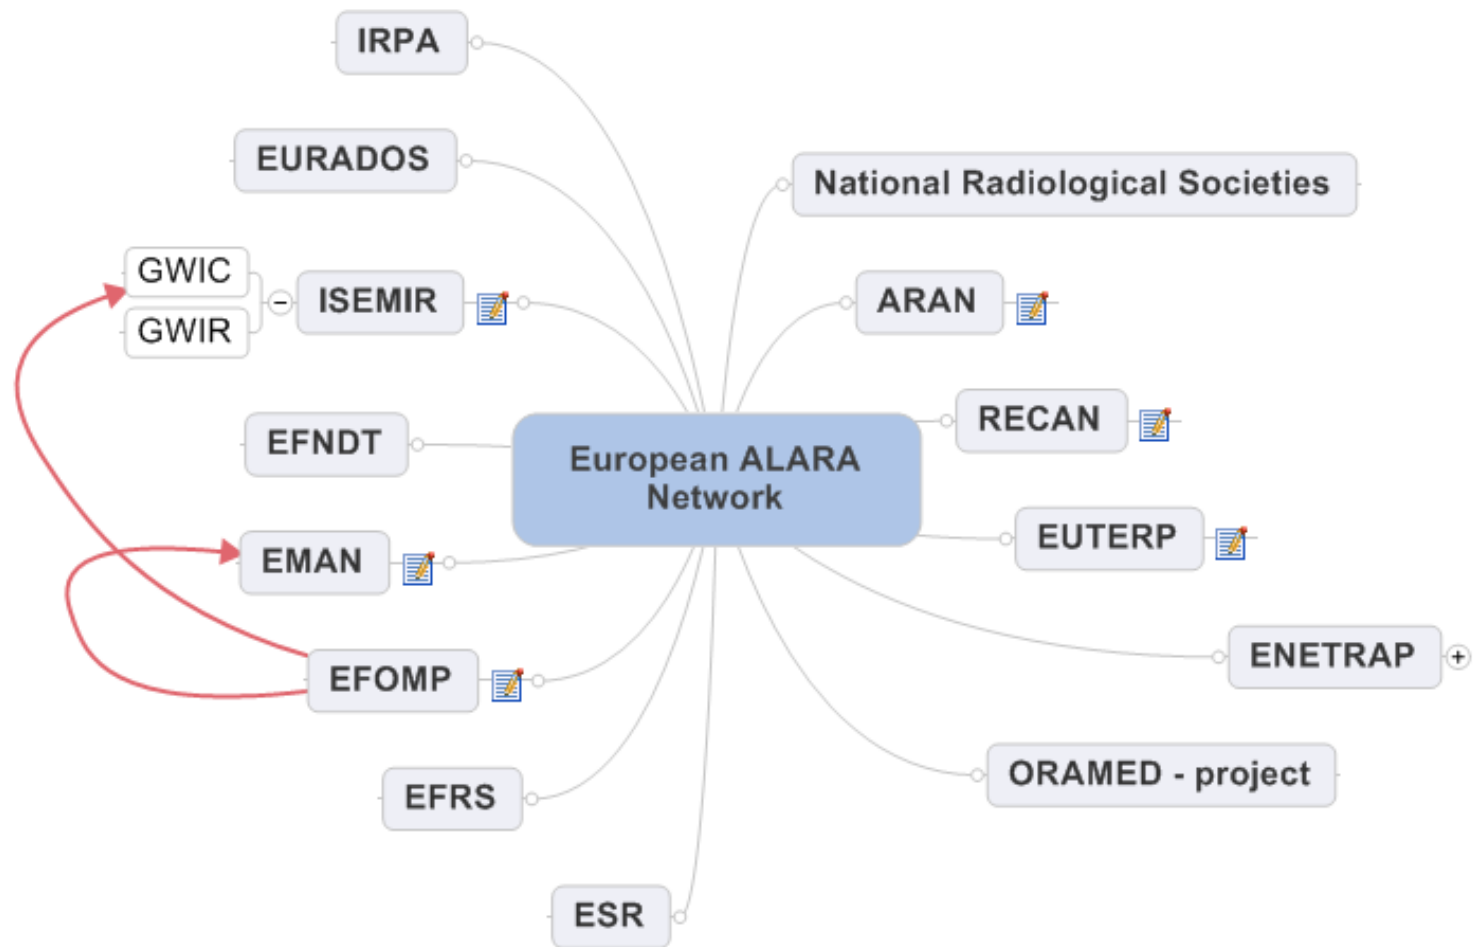 IRPA
EURADOS
National Radiological Societies
GWIC
GWIR
ISEMIR
ARAN
RECAN
EFNDT
European ALARA
Network
EUTERP
EMAN
ENETRAP
EFOMP
ORAMED - project
EFRS
ESR